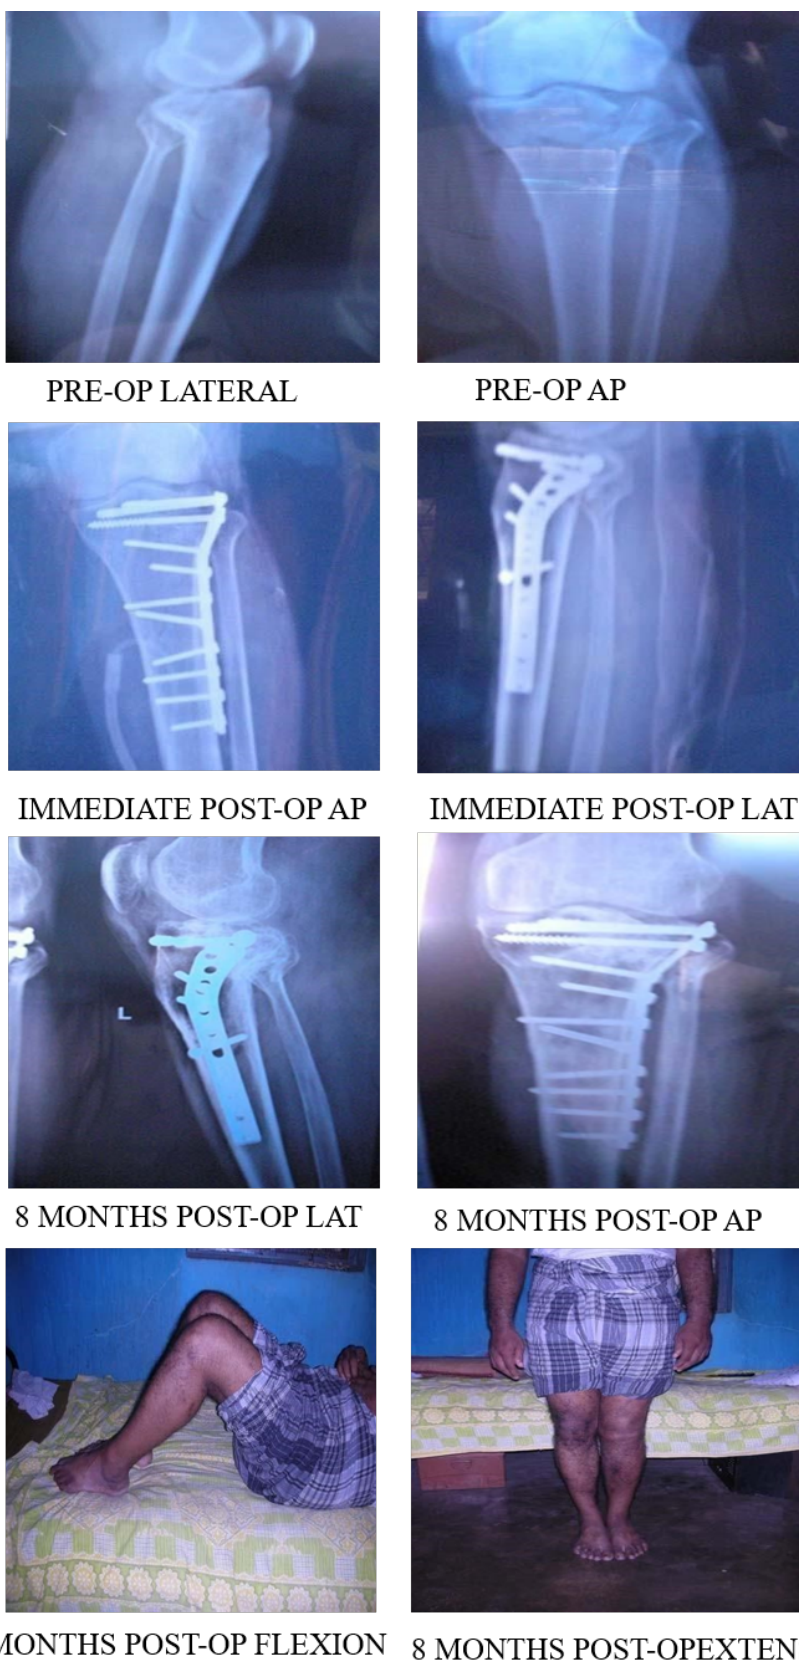 PRE-OP LATERAL
PRE-OP AP
IMMEDIATE POST-OP AP
IMMEDIATE POST-OP LAT
L
8 MONTHS POST-OP LAT
8 MONTHS POST-OP AP
MONTHS POST-OP FLEXION
8 MONTHS POST-OPEXTEN